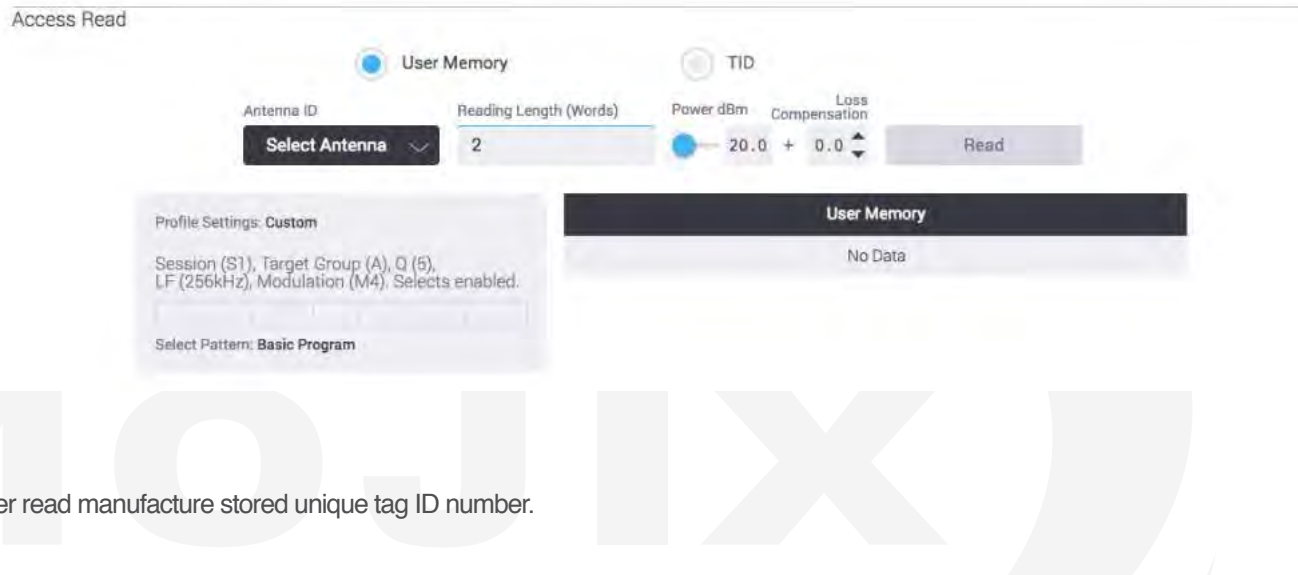 Access Read
User Memory
TID
Antenna ID
Reading Length (Words)
Power dBm
Loss
Compensation
Select Antenna
2
20.0 + 0.0
Read
Profile Settings: Custom
Session (S1), Target Group (A), Q (5),
LF (256kHz), Modulation (M4). Selects enabled.
Select Pattern: Basic Program
User Memory
No Data
read manufacture stored unique tag ID number.